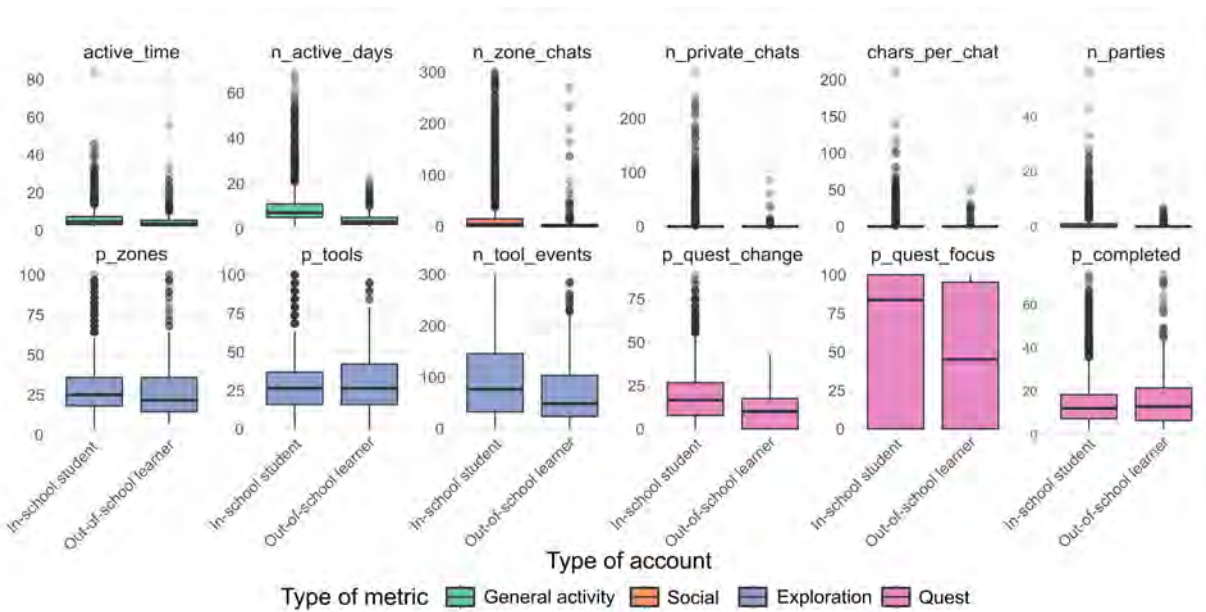 active_time n_active_days n_zone_chats n_private_chats chars_per_chat n_parties
80 60 300 200 200 40
60 40 200 100 150 20
40 20 100 0 100 0
20 0 0 50
0 0
p_zones p_tools n_tool_events p_quest_change p_quest_focus p_completed
100 100 300 75 100 60
75 75 200 50 75 40
50 50 100 25 50 20
25 25 0 0 25 0
0 0 0
In-school student Out-of-school learner In-school student Out-of-school learner In-school student Out-of-school learner In-school student Out-of-school learner In-school student Out-of-school learner In-school student Out-of-school learner
Type of account
Type of metric General activity Social Exploration Quest